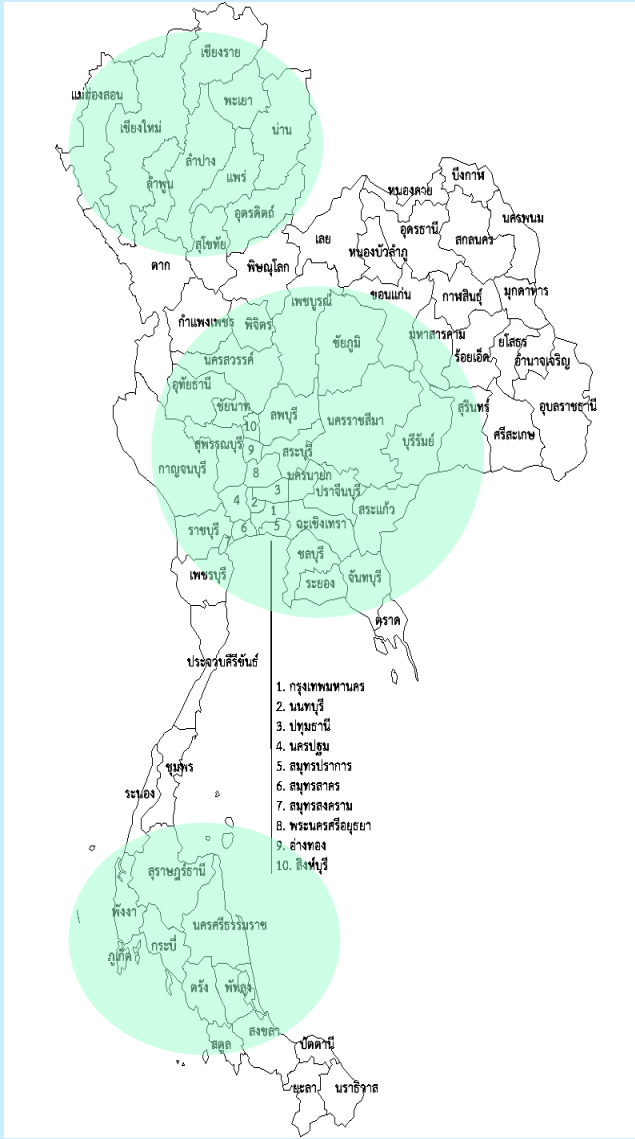 เชียงราย
แม่ฮ่องสอน
พะเยา
เชียงใหม่
น่าน
ลำปาง
แพร่
ลำพูน
อุตรดิตถ์
สุโขทัย
ตาก
พิษณุโลก
เลย
หนองบัวลำภู
หนองคาย
บึงกาฬ
อุดรธานี
สกลนคร
นครพนม
ขอนแก่น
กาฬสินธุ์
มุกดาหาร
เพชบูรณ์
กำแพงเพชร
พิจิตร
ชัยภูมิ
มหาสารคาม
ร้อยเอ็ด
ยโสธร
อำนาจเจริญ
นครสวรรค์
อุทัยธานี
ชัยนาท
ลพบุรี
นครราชสีมา
บุรีรัมย์
สุรินทร์
ศรีสะเกษ
อุบลราชธานี
10
สุพรรณบุรี
9
สระบุรี
กาญจนบุรี
8
นครนายก
ปราจีนบุรี
สระแก้ว
4
2
3
1
ราชบุรี
6
5
7
ฉะเชิงเทรา
ชลบุรี
ระยอง
จันทบุรี
เพชรบุรี
ตราด
ประจวบคีรีขันธ์
1. กรุงเทพมหานคร
2. นนทบุรี
3. ปทุมธานี
4. นครปฐม
5. สมุทรปราการ
6. สมุทรสาคร
7. สมุทรสงคราม
8. พระนครศรีอยุธยา
9. อ่างทอง
10. สิงห์บุรี
ชุมพร
ระนอง
สุราษฎร์ธานี
พังงา
นครศรีธรรมราช
กระบี่
ภูเก็ต
ตรัง
พัทลุง
สงขลา
สตูล
ปัตตานี
ยะลา
นราธิวาส